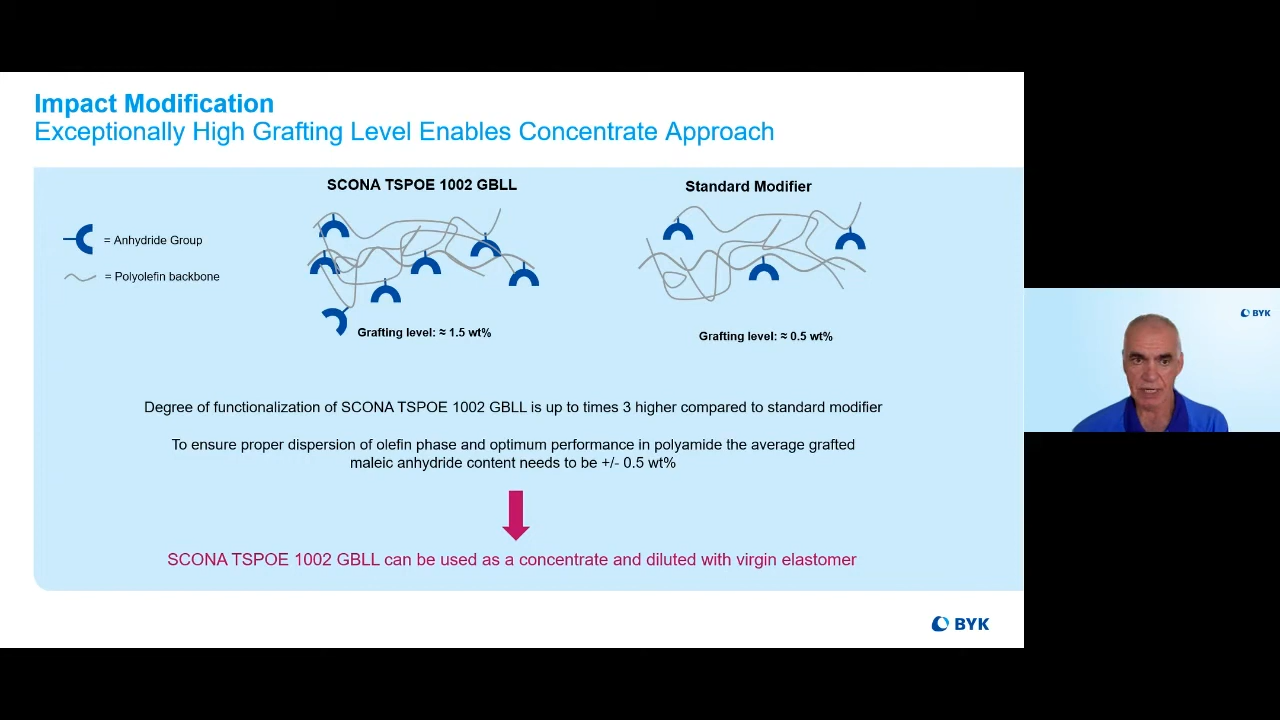 Impact Modification
Exceptionally High Grafting Level Enables Concentrate Approach
SCONA TSPOE 1002 GBLL
Standard Modifier
= Anhydride Group
= Polyolefin backbone
Grafting level: ≈ 1.5 wt%
Grafting level: ≈ 0.5 wt%
Degree of functionalization of SCONA TSPOE 1002 GBLL is up to times 3 higher compared to standard modifier
To ensure proper dispersion of olefin phase and optimum performance in polyamide the average grafted
maleic anhydride content needs to be +/- 0.5 wt%
SCONA TSPOE 1002 GBLL can be used as a concentrate and diluted with virgin elastomer
BYK
BYK